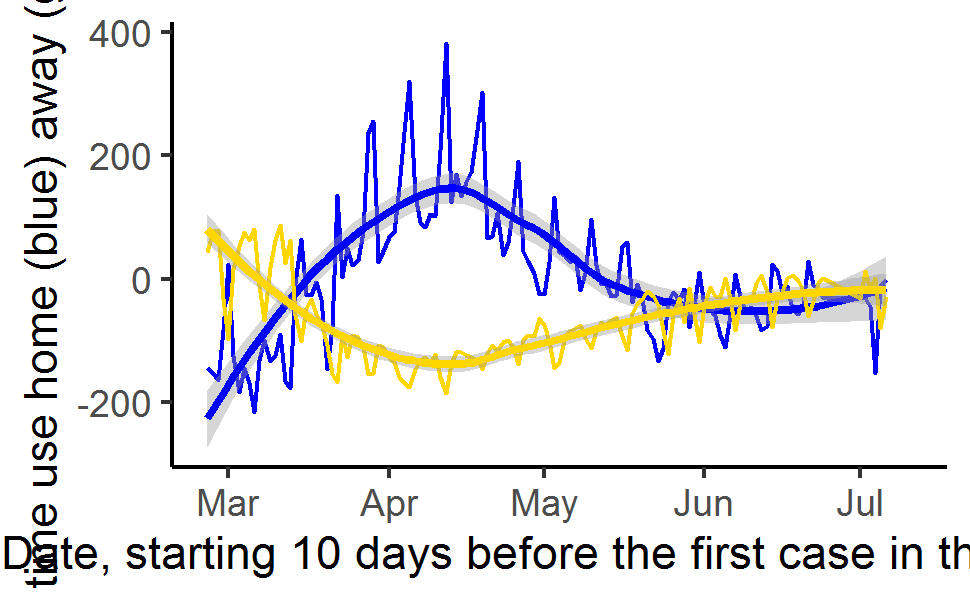 time use home (blue) away (
400
200
0
-200
Mar Apr May Jun Jul
Date, starting 10 days before the first case in th